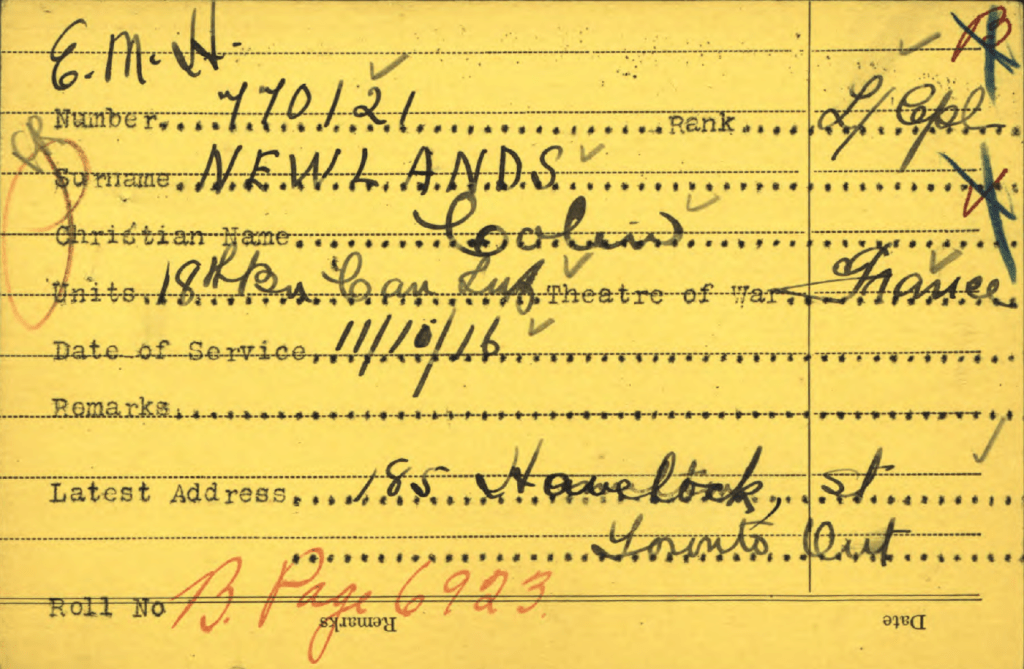 E. M. H.
B
Number 770121 Rank L/Cpl
Surname NEWLANDS
Christian Name Colin
Units 18th Bn Can Inf Theatre of War France
Date of Service 11/10/16
Remarks
Latest Address 185 Havelock, St
Toronto Ont
Roll No B. Page 6923.
Remarks Date